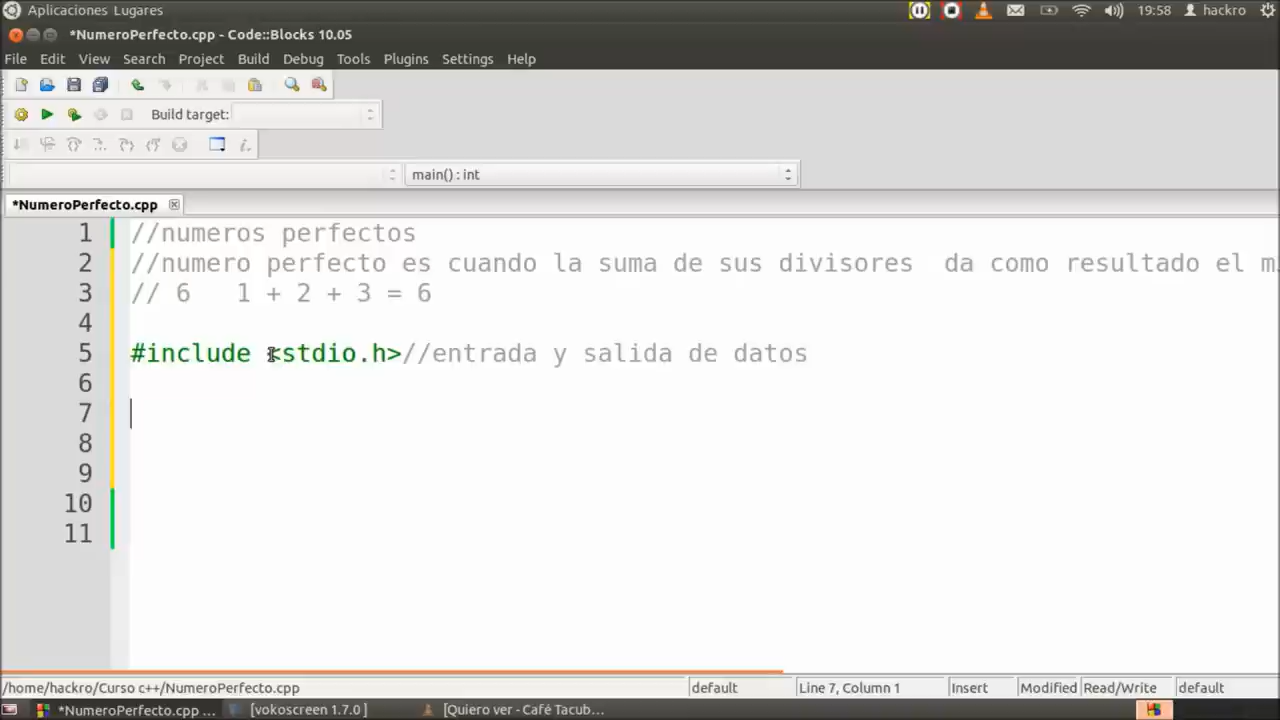 Aplicaciones Lugares
19:58
hackro
*NumeroPerfecto.cpp - Code::Blocks 10.05
File Edit View Search Project Build Debug Tools Plugins Settings Help
Build target:
main() : int
*NumeroPerfecto.cpp
1 //numeros perfectos
2 //numero perfecto es cuando la suma de sus divisores  da como resultado el
3 // 6   1 + 2 + 3 = 6
4
5 #include <stdio.h>//entrada y salida de datos
6
7
8
9
10
11
/home/hackro/Curso c++/NumeroPerfecto.cpp default Line 7, Column 1 Insert Modified Read/Write default
*NumeroPerfecto.cpp ... [vokoscreen 1.7.0 ] [Quiero ver - Café Tacub...